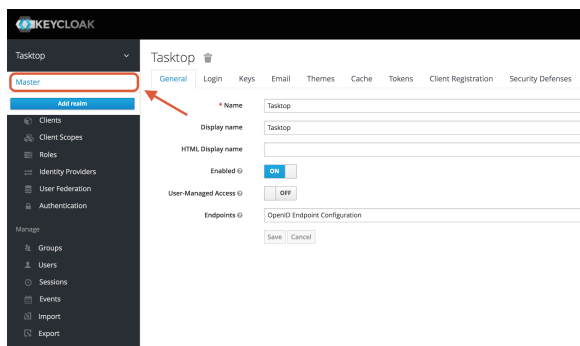 KEYCLOAK
Tasktop
Master
Add realm
Clients
Client Scopes
Roles
Identity Providers
User Federation
Authentication
Manage
Groups
Users
Sessions
Events
Import
Export
Tasktop
General Login Keys Email Themes Cache Tokens Client Registration Security Defenses
* Name Tasktop
Display name Tasktop
HTML Display name
Enabled ON
User-Managed Access OFF
Endpoints OpenID Endpoint Configuration
Save Cancel